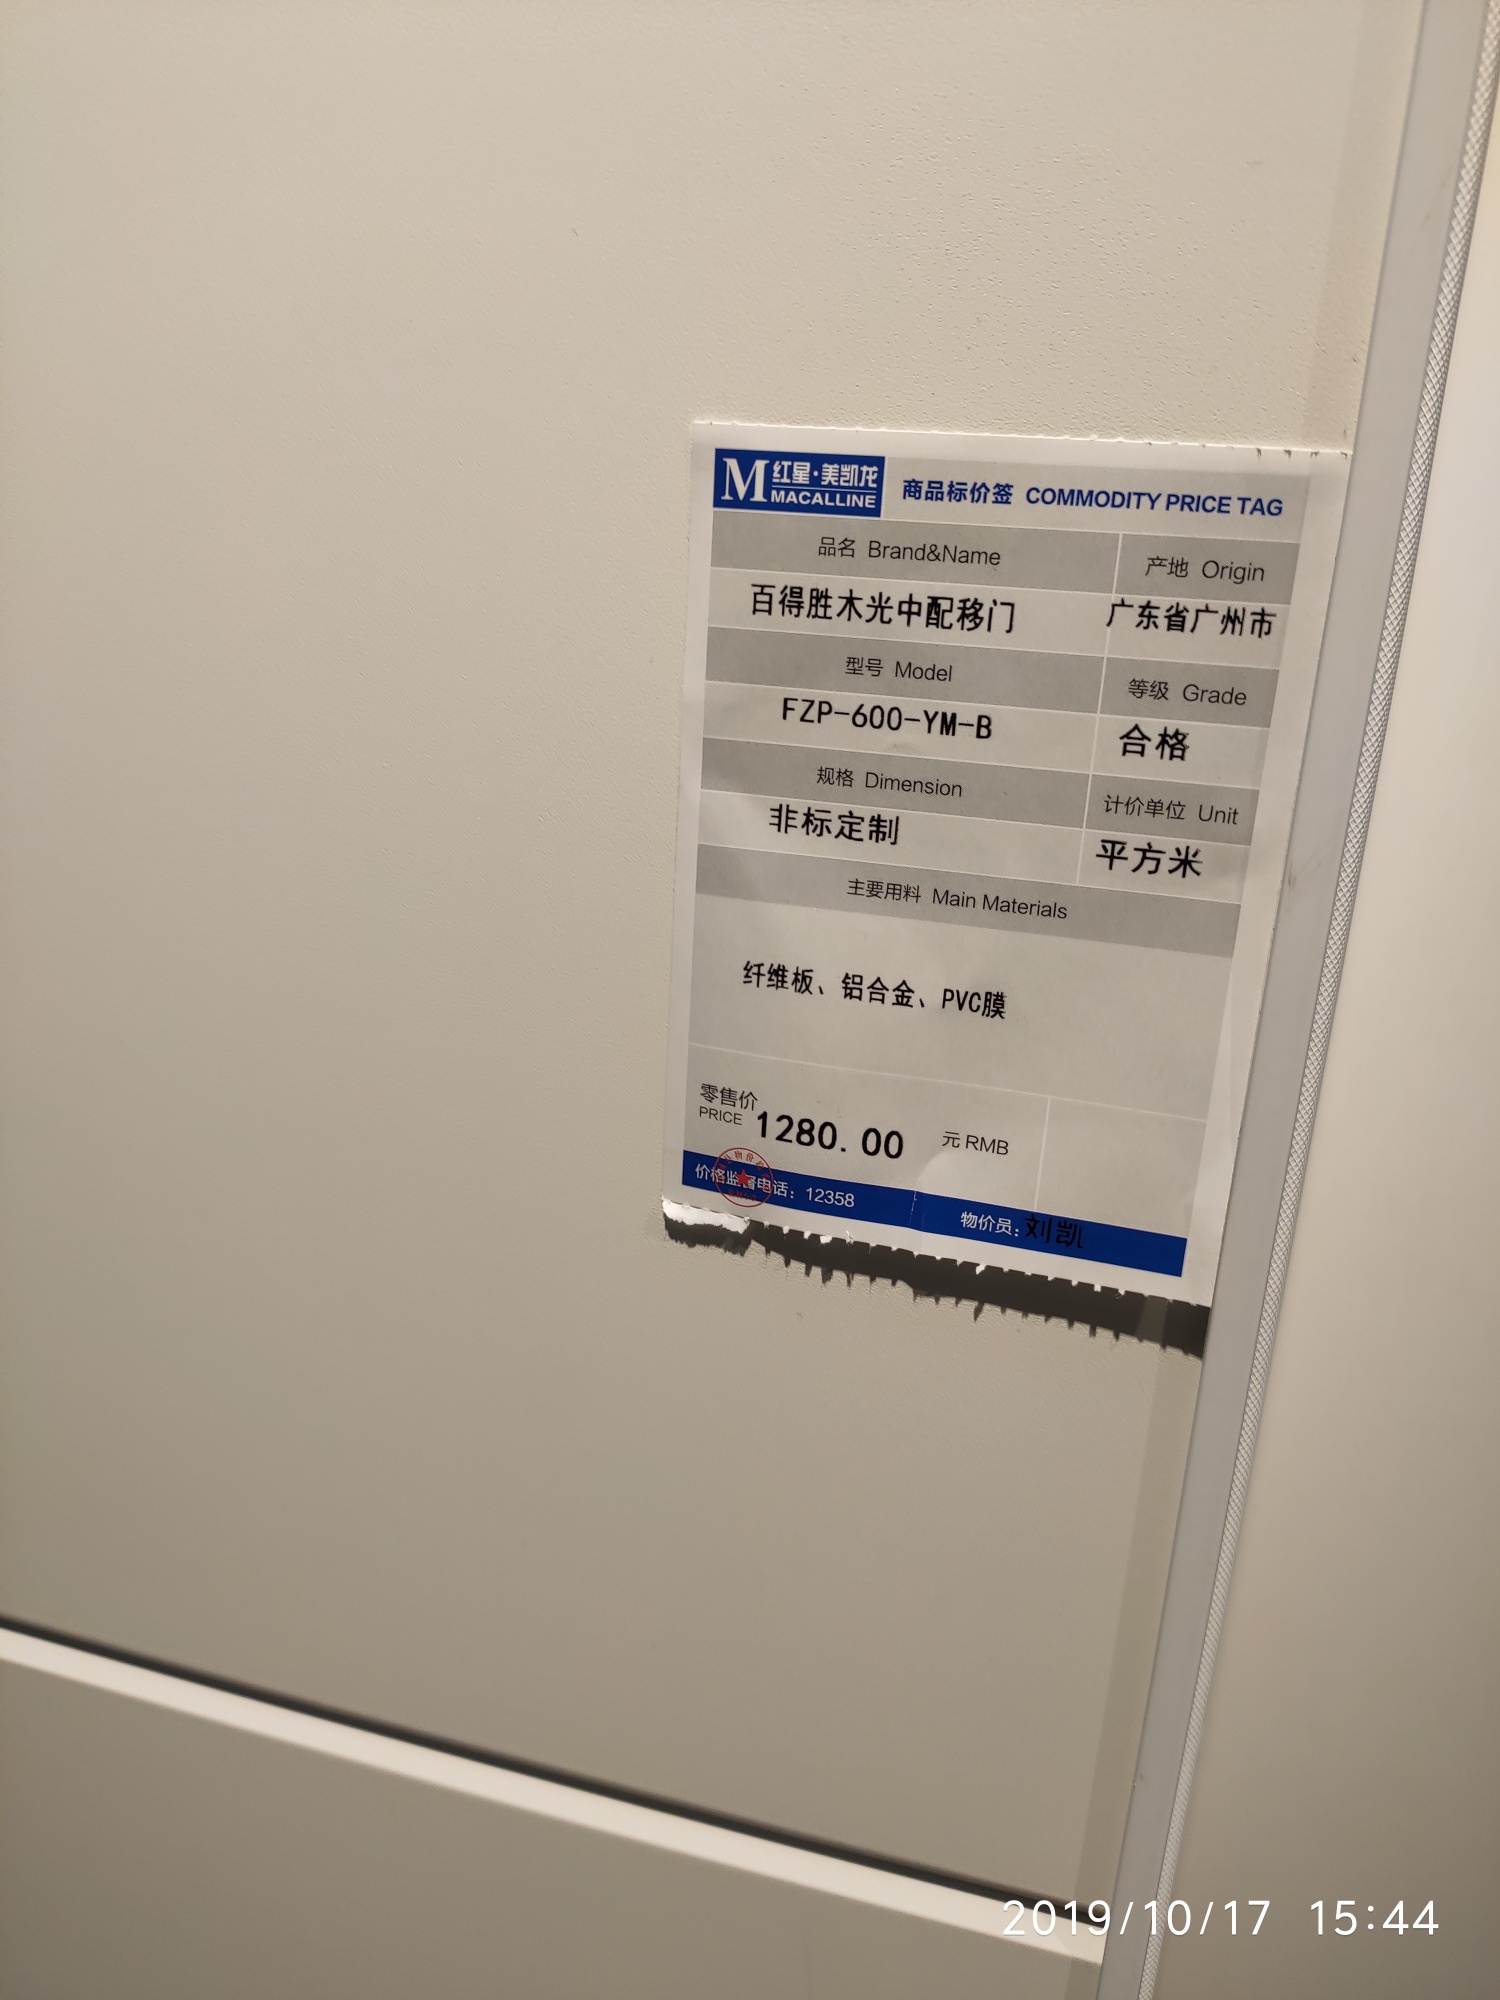 M 红星·美凯龙
MACALLINE
商品标价签 COMMODITY PRICE TAG
品名 Brand&Name
产地 Origin
百得胜木光中配移门
广东省广州市
型号 Model
等级 Grade
FZP-600-YM-B
合格
规格 Dimension
计价单位 Unit
非标定制
平方米
主要用料 Main Materials
纤维板、铝合金、PVC膜
零售价
PRICE
1280.00
元 RMB
价格监督电话：12358
物价员：刘凯
2019/10/17 15:44